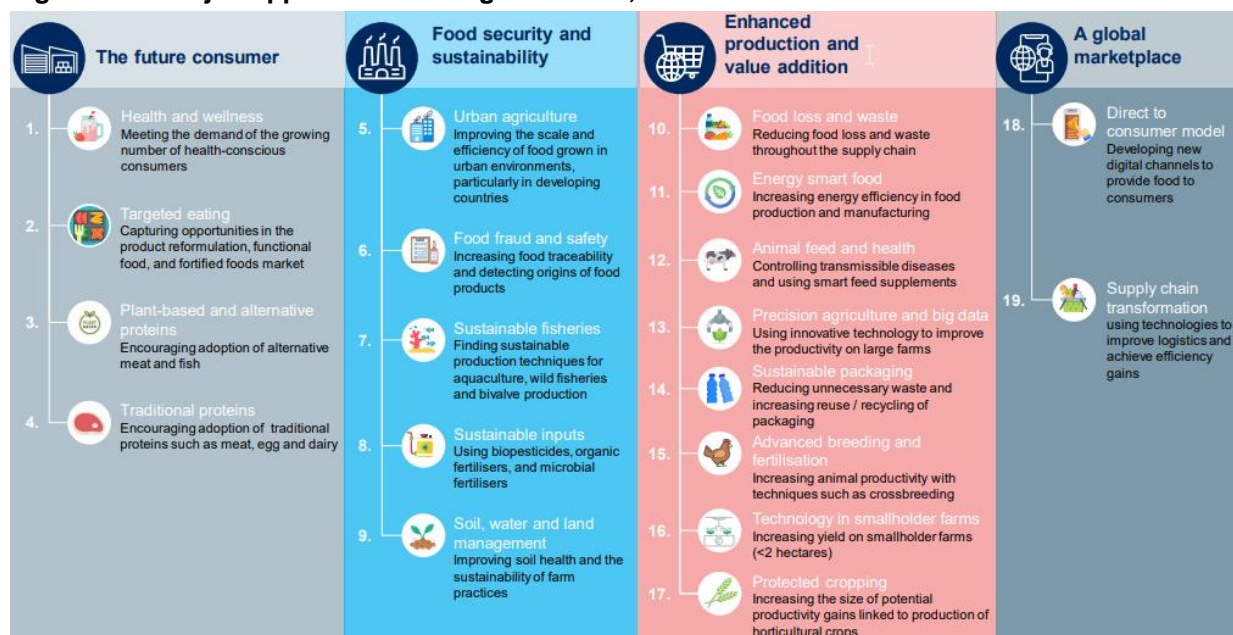 The future consumer
1.
Health and wellness
Meeting the demand of the growing
number of health-conscious
consumers
2.
Targeted eating
Capturing opportunities in the
product reformulation, functional
food, and fortified foods market
3.
Plant-based and alternative
proteins
Encouraging adoption of alternative
meat and fish
4.
Traditional proteins
Encouraging adoption of traditional
proteins such as meat, egg and dairy
Food security and
sustainability
5.
Urban agriculture
Improving the scale and
efficiency of food grown in
urban environments,
particularly in developing
countries
6.
Food fraud and safety
Increasing food traceability
and detecting origins of food
products
7.
Sustainable fisheries
Finding sustainable
production techniques for
aquaculture, wild fisheries
and bivalve production
8.
Sustainable inputs
Using biopesticides, organic
fertilisers, and microbial
fertilisers
9.
Soil, water and land
management
Improving soil health and the
sustainability of farm
practices
Enhanced
production and
value addition
10.
Food loss and waste
Reducing food loss and waste
throughout the supply chain
11.
Energy smart food
Increasing energy efficiency in food
production and manufacturing
12.
Animal feed and health
Controlling transmissible diseases
and using smart feed supplements
13.
Precision agriculture and big data
Using innovative technology to improve
the productivity on large farms
14.
Sustainable packaging
Reducing unnecessary waste and
increasing reuse / recycling of
packaging
15.
Advanced breeding and
fertilisation
Increasing animal productivity with
techniques such as crossbreeding
16.
Technology in smallholder farms
Increasing yield on smallholder farms
(<2 hectares)
17.
Protected cropping
Increasing the size of potential
productivity gains linked to production of
horticultural crops
A global
marketplace
18.
Direct to
consumer model
Developing new
digital channels to
provide food to
consumers
19.
Supply chain
transformation
using technologies to
improve logistics and
achieve efficiency
gains